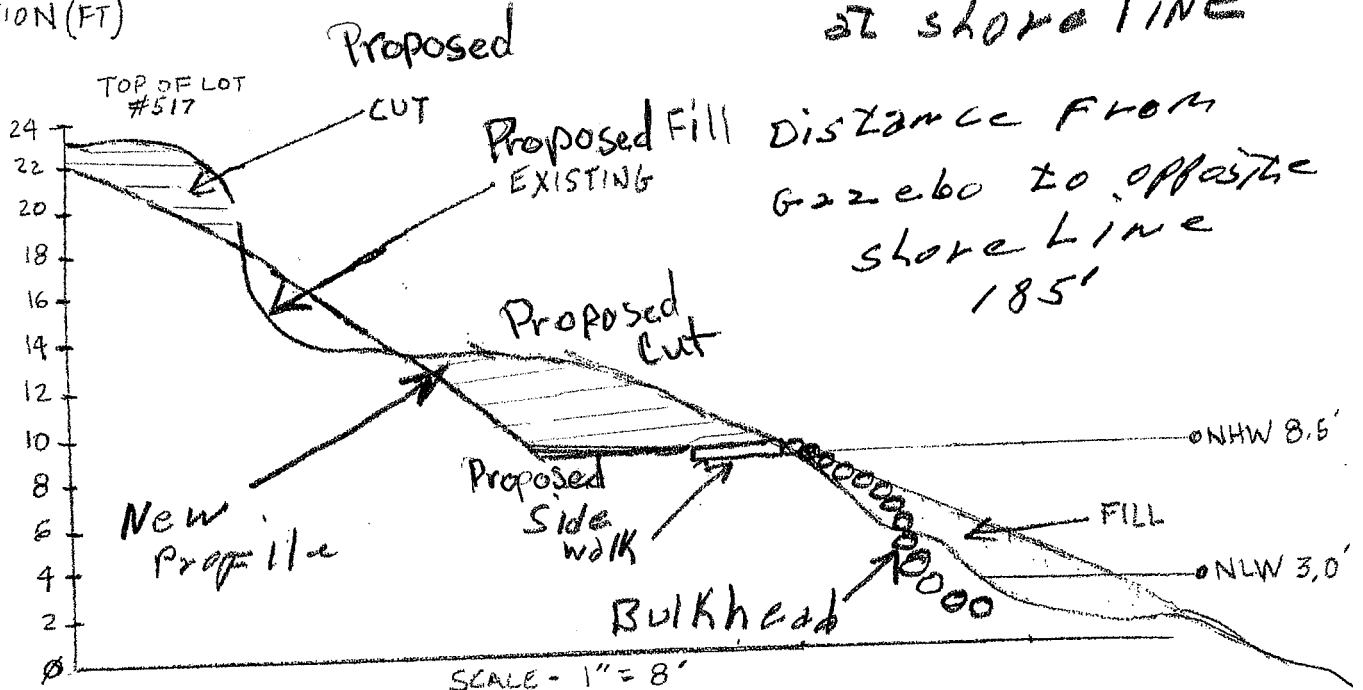 ION (FT)
at shore LINE
Proposed
TOP OF LOT
#517
CUT
Proposed Fill
EXISTING
Distance From
Gazebo to opposite
shore Line
185'
24
22
20
18
16
14
12
10
8
6
4
2
Ø
Proposed
Cut
NHW 8.5'
Proposed
Side
walk
New
Profile
FILL
NLW 3.0'
Bulkhead
SCALE - 1" = 8'